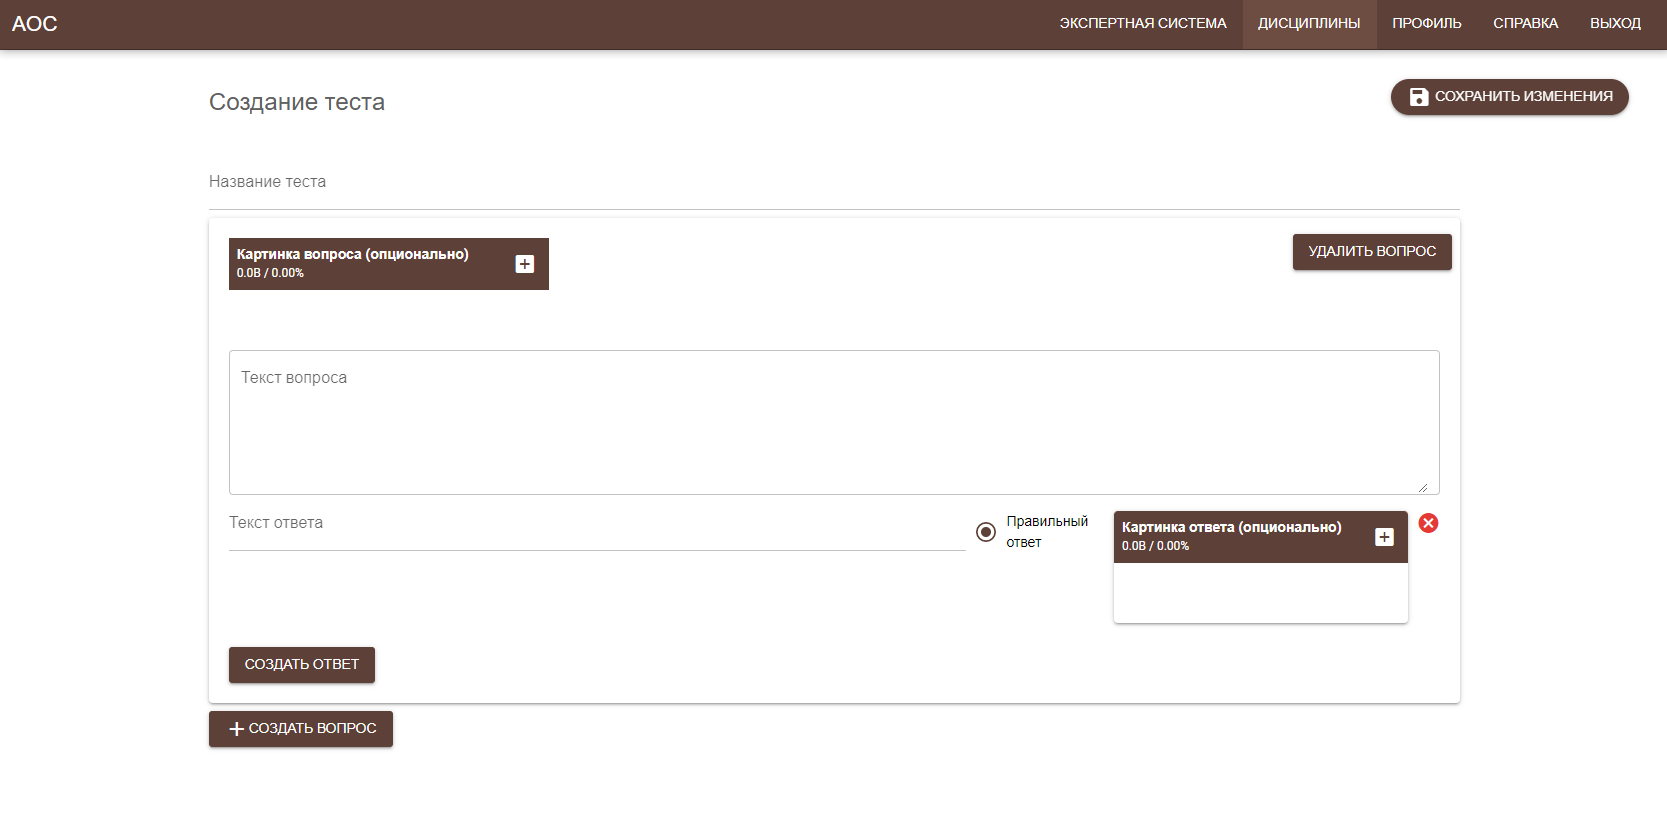 АОС
ЭКСПЕРТНАЯ СИСТЕМА
ДИСЦИПЛИНЫ
ПРОФИЛЬ
СПРАВКА
ВЫХОД
Создание теста
СОХРАНИТЬ ИЗМЕНЕНИЯ
Название теста
Картинка вопроса (опционально)
0.0B / 0.00%
УДАЛИТЬ ВОПРОС
Текст вопроса
Текст ответа
Правильный
ответ
Картинка ответа (опционально)
0.0B / 0.00%
СОЗДАТЬ ОТВЕТ
СОЗДАТЬ ВОПРОС